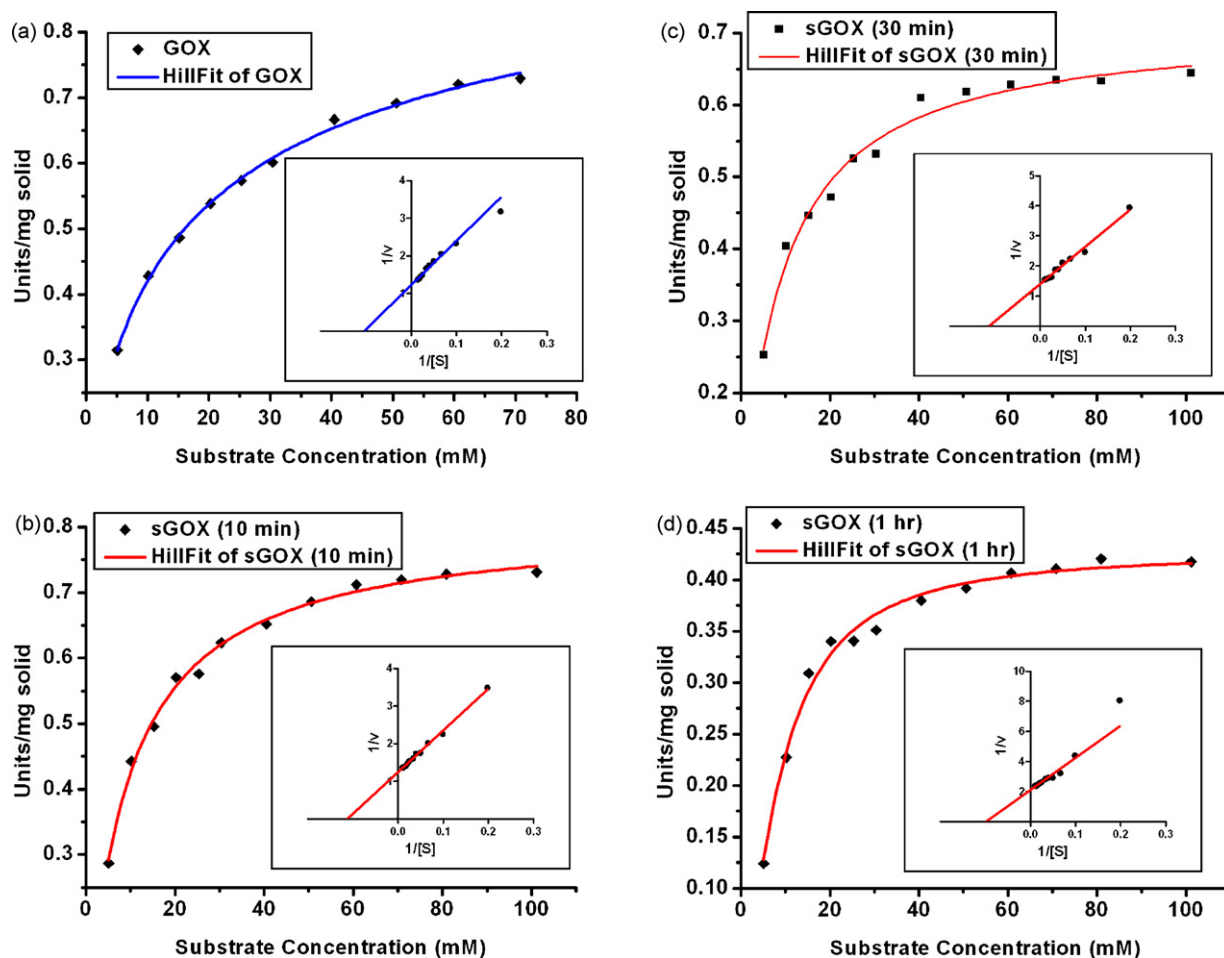 (a)
GOX
HillFit of GOX
Units/mg solid
0.8
0.7
0.6
0.5
0.4
0.3
0 10 20 30 40 50 60 70 80
Substrate Concentration (mM)
1/v
4
3
2
1
0.0 0.1 0.2 0.3
1/[S]
(c)
sGOX (30 min)
HillFit of sGOX (30 min)
Units/mg solid
0.7
0.6
0.5
0.4
0.3
0.2
0 20 40 60 80 100
Substrate Concentration (mM)
1/v
5
4
3
2
1
0.0 0.1 0.2 0.3
1/[S]
(b)
sGOX (10 min)
HillFit of sGOX (10 min)
Units/mg solid
0.8
0.7
0.6
0.5
0.4
0.3
0 20 40 60 80 100
Substrate Concentration (mM)
1/v
4
3
2
1
0.0 0.1 0.2 0.3
1/[S]
(d)
sGOX (1 hr)
HillFit of sGOX (1 hr)
Units/mg solid
0.45
0.40
0.35
0.30
0.25
0.20
0.15
0.10
0 20 40 60 80 100
Substrate Concentration (mM)
1/v
10
8
6
4
2
0.0 0.1 0.2 0.3
1/[S]